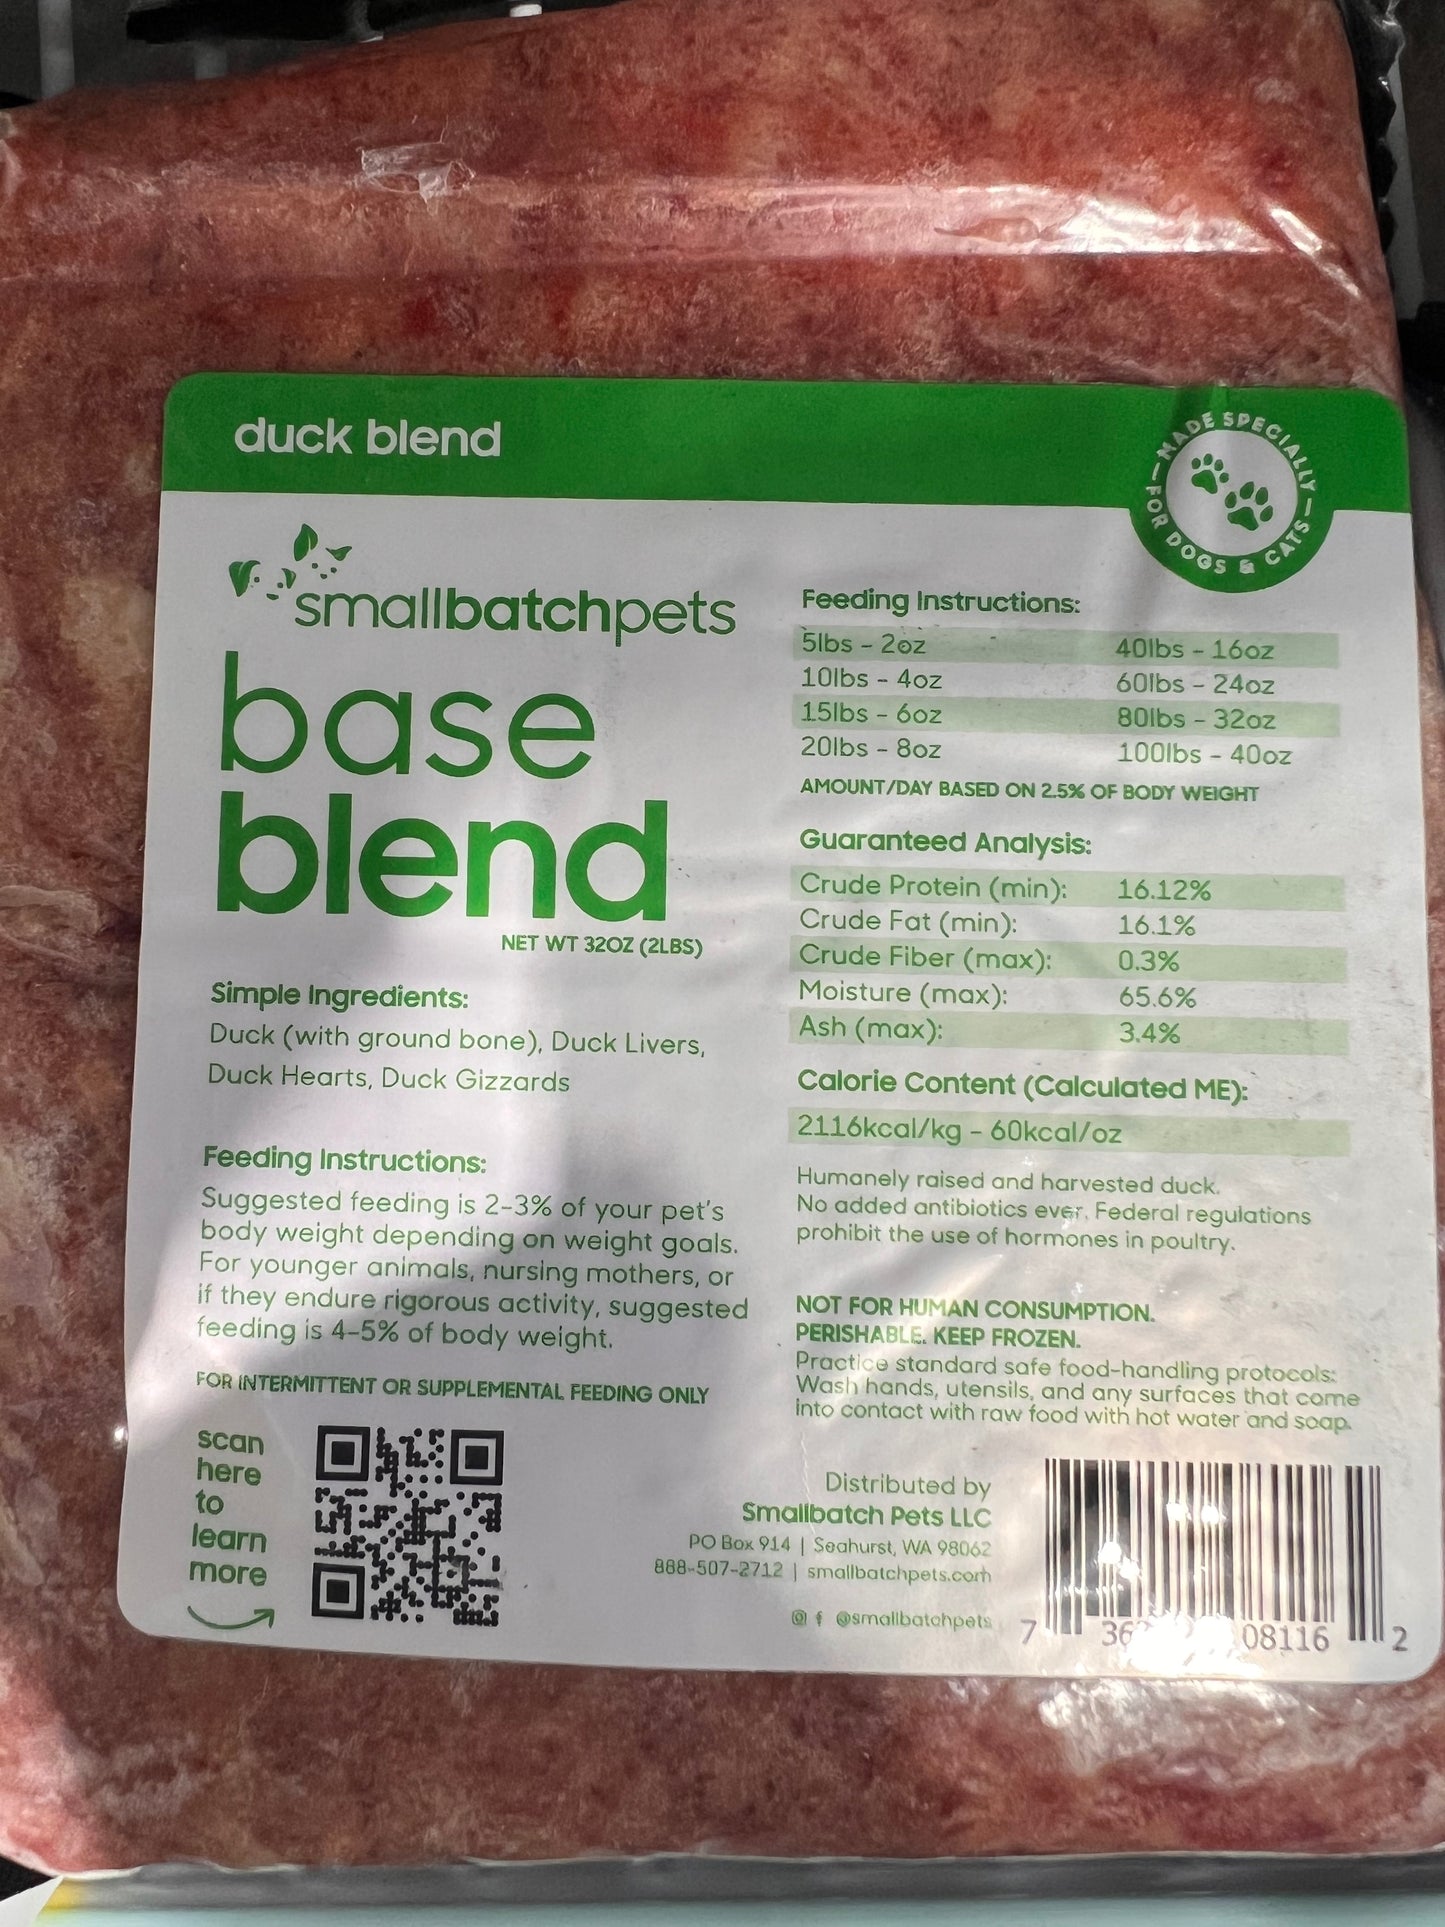 duck blend
MADE SPECIALLY
FOR DOGS & CATS
smallbatchpets
base
blend
NET WT 32OZ (2LBS)
Simple Ingredients:
Duck (with ground bone), Duck Livers,
Duck Hearts, Duck Gizzards
Feeding Instructions:
Suggested feeding is 2-3% of your pet's
body weight depending on weight goals.
For younger animals, nursing mothers, or
if they endure rigorous activity, suggested
feeding is 4-5% of body weight.
FOR INTERMITTENT OR SUPPLEMENTAL FEEDING ONLY
scan
here
to
learn
more
Feeding Instructions:
5lbs - 2oz 40lbs - 16oz
10lbs - 4oz 60lbs - 24oz
15lbs - 6oz 80lbs - 32oz
20lbs - 8oz 100lbs - 40oz
AMOUNT/DAY BASED ON 2.5% OF BODY WEIGHT
Guaranteed Analysis:
Crude Protein (min): 16.12%
Crude Fat (min): 16.1%
Crude Fiber (max): 0.3%
Moisture (max): 65.6%
Ash (max): 3.4%
Calorie Content (Calculated ME):
2116kcal/kg - 60kcal/oz
Humanely raised and harvested duck.
No added antibiotics ever. Federal regulations
prohibit the use of hormones in poultry.
NOT FOR HUMAN CONSUMPTION.
PERISHABLE. KEEP FROZEN.
Practice standard safe food-handling protocols:
Wash hands, utensils, and any surfaces that come
into contact with raw food with hot water and soap.
Distributed by
Smallbatch Pets LLC
PO Box 914 | Seahurst, WA 98062
888-507-2712 | smallbatchpets.com
@smallbatchpets
7 08116 2